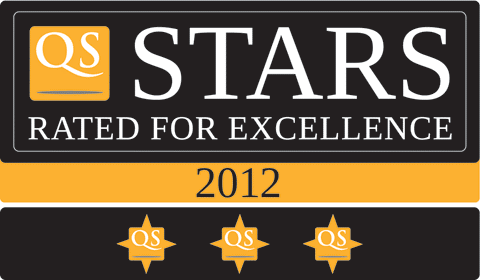 QS STARS
RATED FOR EXCELLENCE
2012
QS QS QS